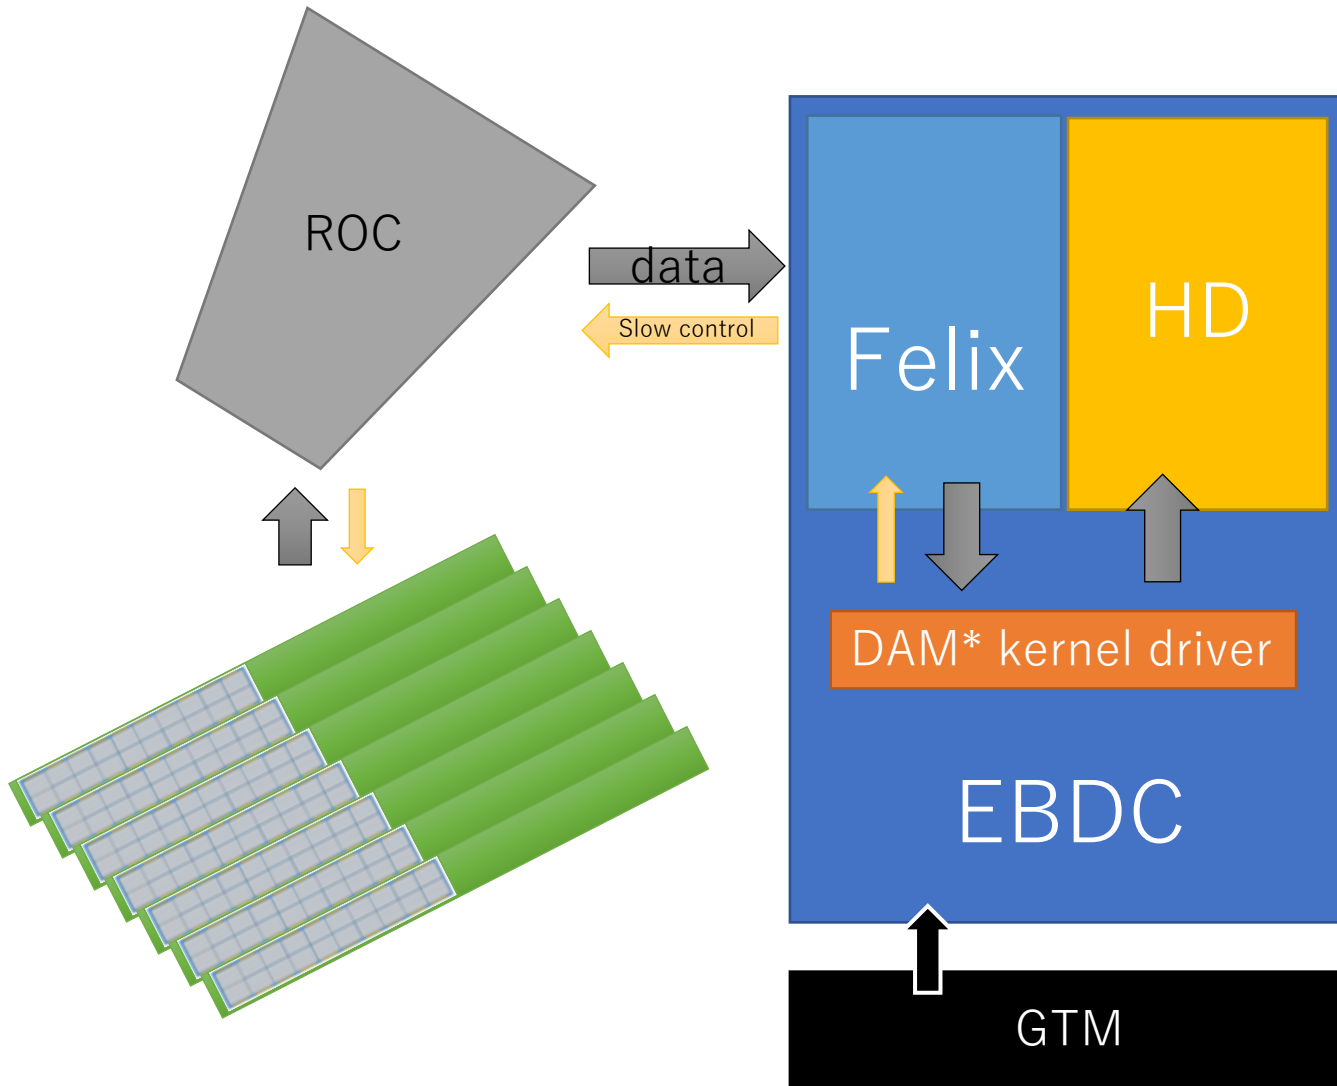 ROC
data
Slow control
Felix
HD
DAM* kernel driver
EBDC
GTM